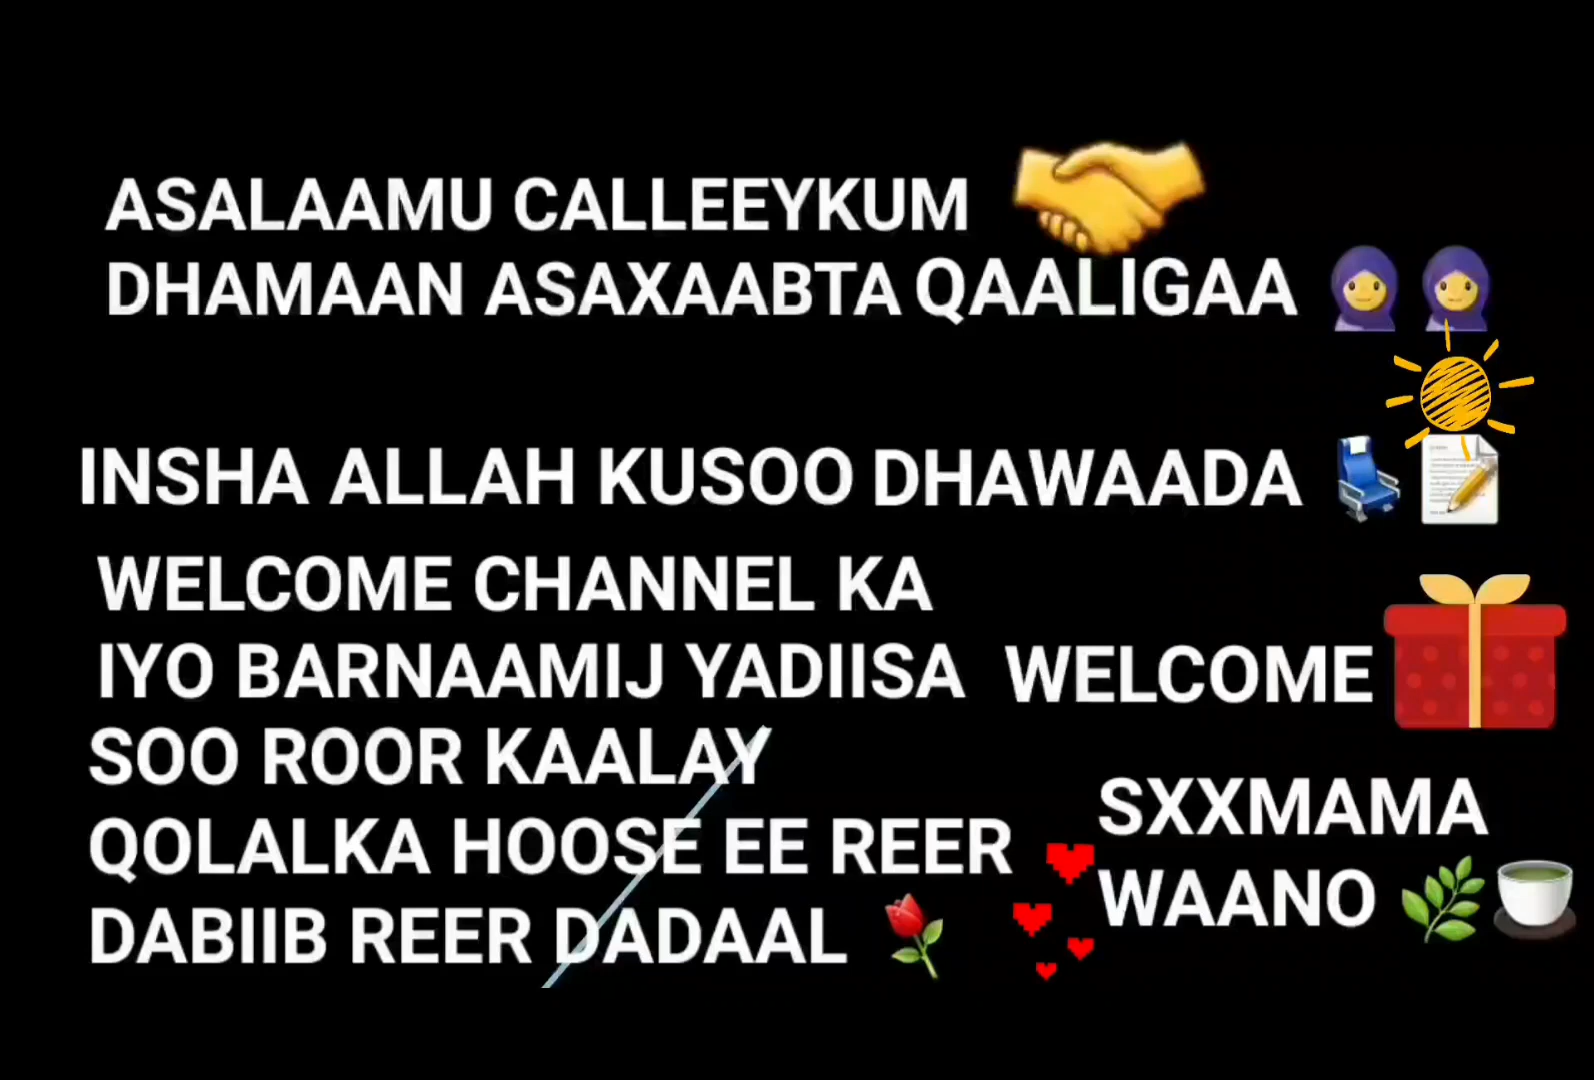 ASALAAMU CALLEEYKUM
DHAMAAN ASAXAABTA QAALIGAA
INSHA ALLAH KUSOO DHAWAADA
WELCOME CHANNEL KA
IYO BARNAAMIJ YADIISA WELCOME
SOO ROOR KAALAY
QOLALKA HOOSE EE REER
DABIIB REER DADAAL
SXXMAMA
WAANO